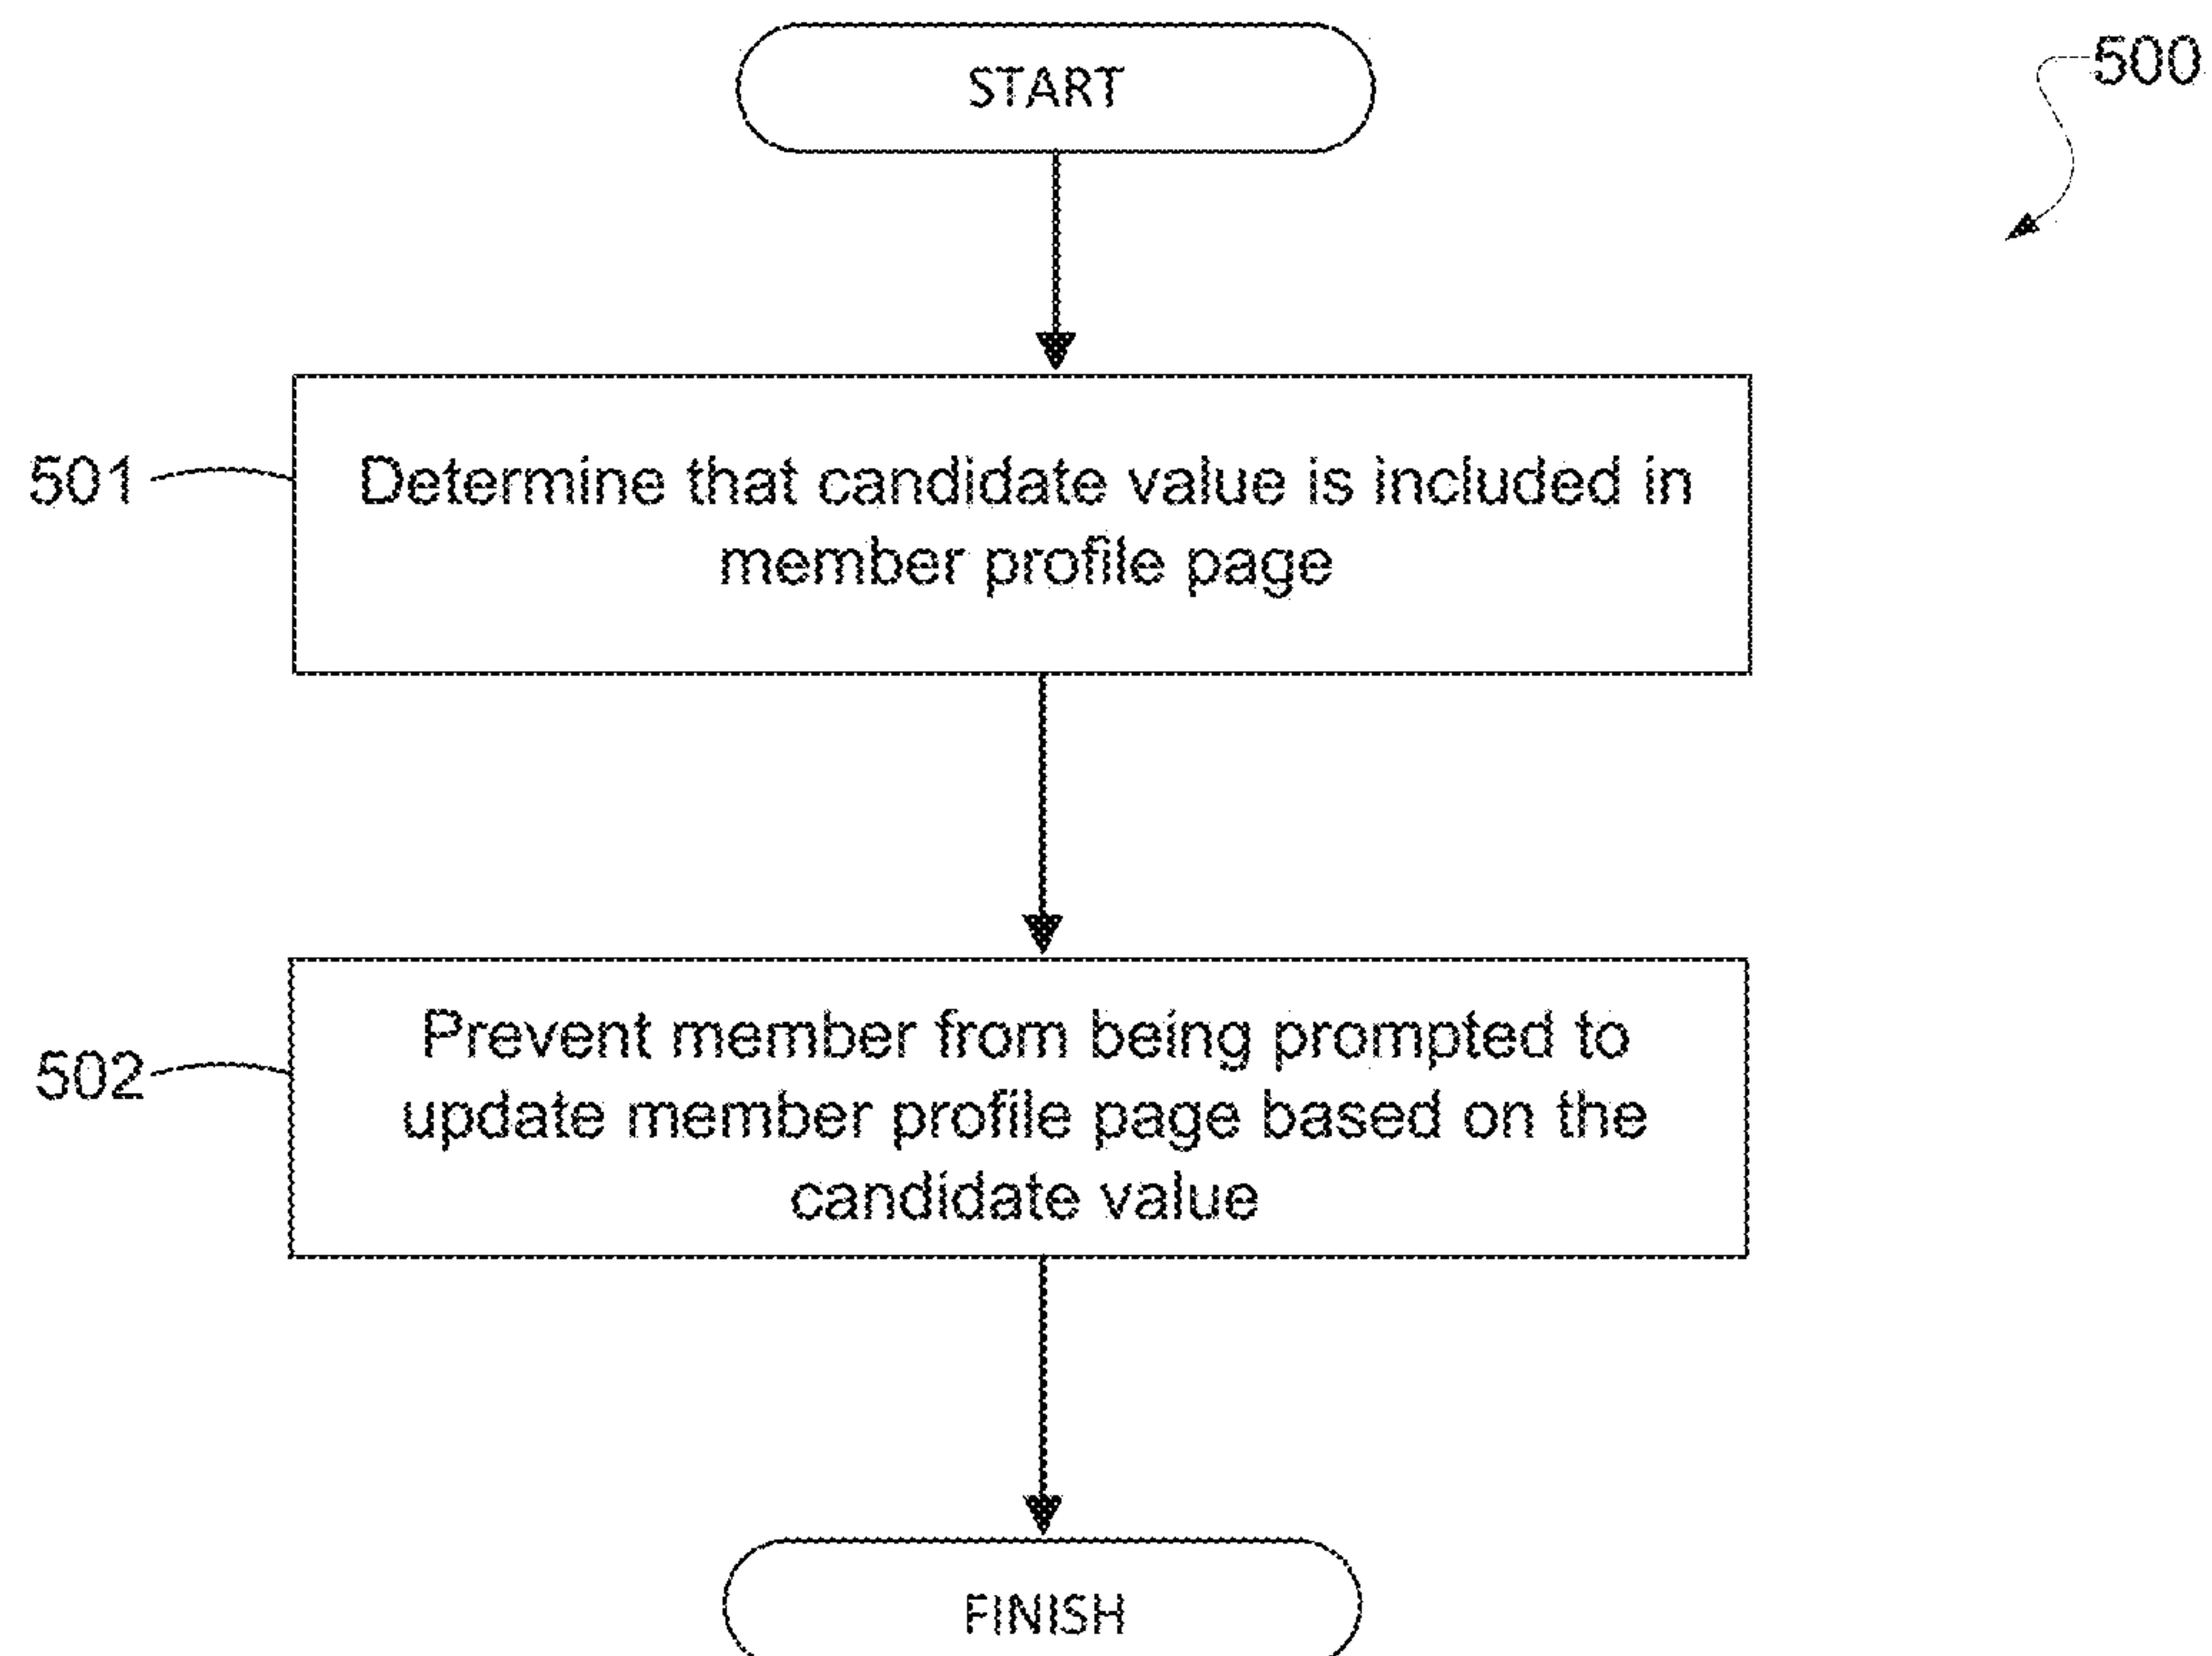 START
500
501
Determine that candidate value is included in
member profile page
502
Prevent member from being prompted to
update member profile page based on the
candidate value
FINISH